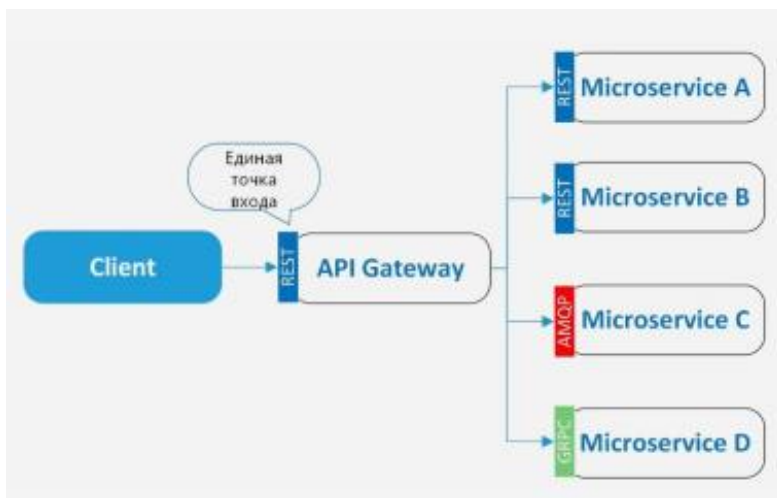 Единая
точка
входа
Client
REST
API Gateway
REST
Microservice A
REST
Microservice B
AMQP
Microservice C
GRPC
Microservice D